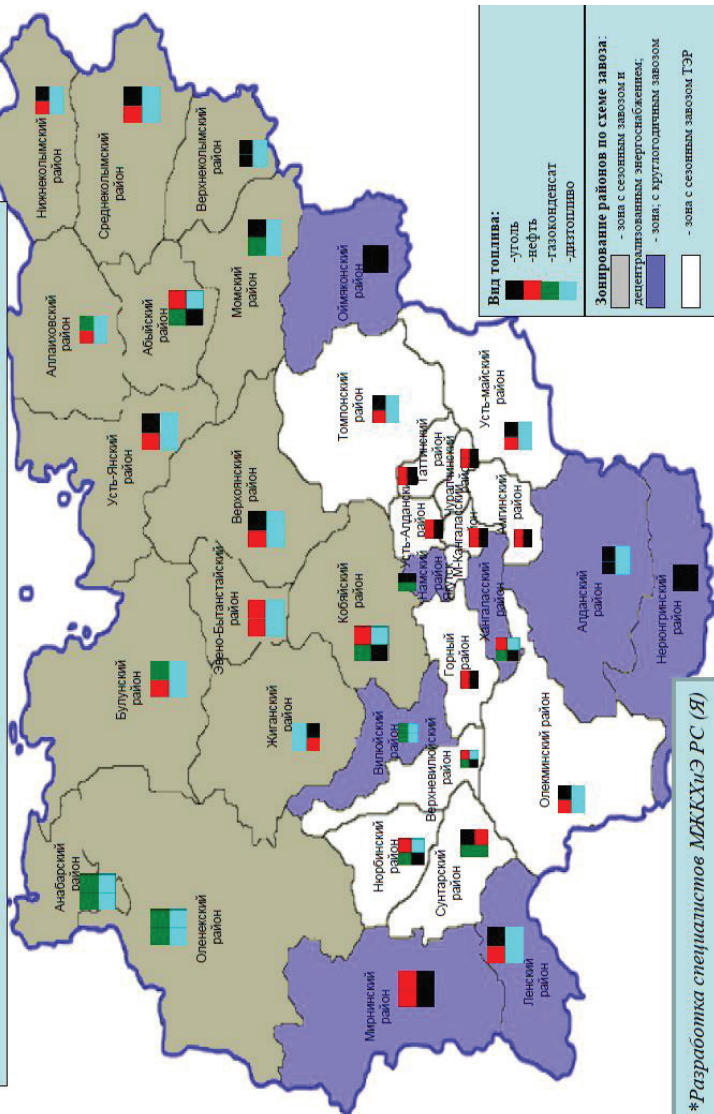 Анабарский
район
Оленекский
район
Булунский
район
Усть-Янский
район
Аллаиховский
район
Нижнеколымский
район
Среднеколымский
район
Верхнеколымский
район
Абыйский
район
Момский
район
Верхоянский
район
Эвено-Бытанстайский
район
Жиганский
район
Кобяйский
район
Оймяконский
район
Томпонский
район
Усть-майский
район
Таттинский
район
Усть-Алданский
район
М-Кангаласский
Намский
район
Хангаласский
район
Горный
район
Вилюйский
район
Верхневилюйский
район
Нюрбинский
район
Сунтарский
район
Мирнинский
район
Ленский
район
Олекминский район
Алданский
район
Нерюнгринский
район
Вид топлива:
-уголь
-нефть
-газоконденсат
-дизтопливо
Зонирование районов по схеме завоза:
- зона с сезонным завозом и
децентрализованным энергоснабжением;
- зона, с круглогодичным завозом
- зона с сезонным завозом ТЭР
*Разработка специалистов МЖКХиЭ РС (Я)